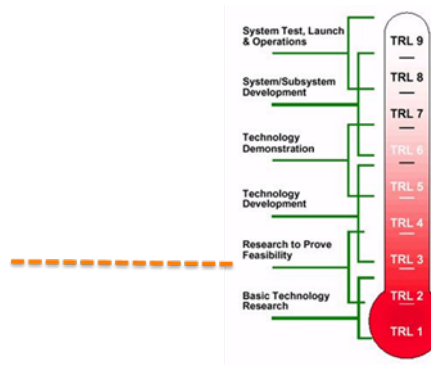 System Test, Launch
& Operations
System/Subsystem
Development
Technology
Demonstration
Technology
Development
Research to Prove
Feasibility
Basic Technology
Research
TRL 9
TRL 8
TRL 7
TRL 6
TRL 5
TRL 4
TRL 3
TRL 2
TRL 1